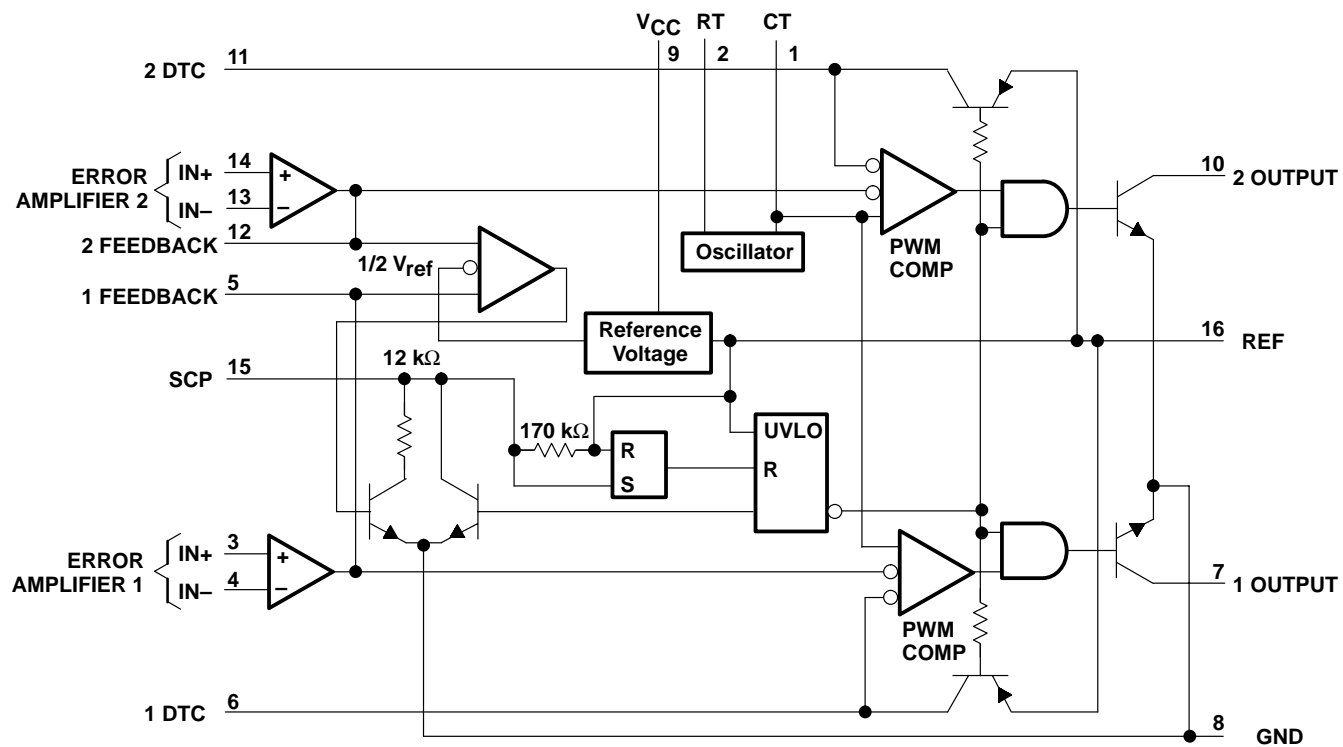 VCC RT CT
9 2 1
2 DTC 11
ERROR
AMPLIFIER 2
IN+ 14
IN– 13
2 FEEDBACK 12
1/2 Vref
1 FEEDBACK 5
Oscillator
PWM
COMP
10 2 OUTPUT
Reference
Voltage
16 REF
SCP 15
12 kΩ
170 kΩ
R
S
UVLO
R
ERROR
AMPLIFIER 1
IN+ 3
IN– 4
+
–
+
–
PWM
COMP
7 1 OUTPUT
1 DTC 6
8 GND